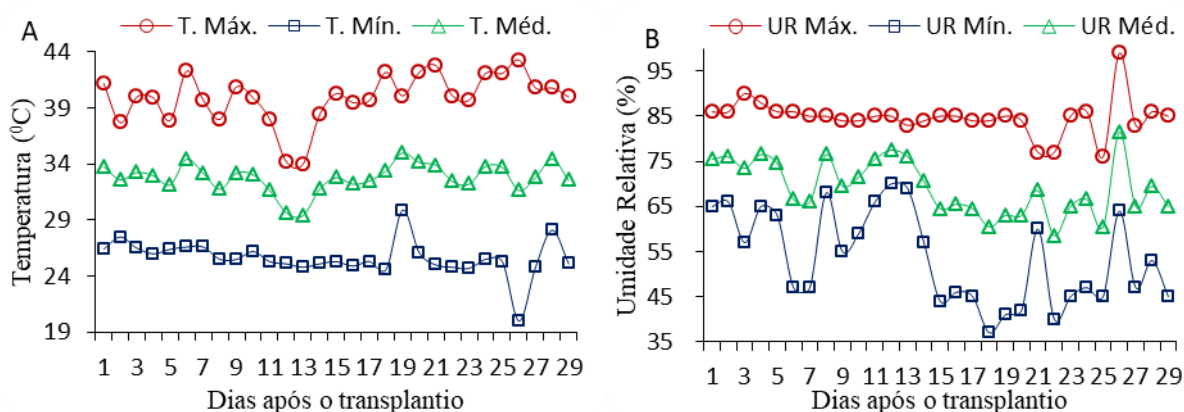 A
T. Máx. T. Mín. T. Méd.
44
39
34
29
24
19
Temperatura (⁰C)
1 3 5 7 9 11 13 15 17 19 21 23 25 27 29
Dias após o transplantio
B
UR Máx. UR Mín. UR Méd.
95
85
75
65
55
45
35
Umidade Relativa (%)
1 3 5 7 9 11 13 15 17 19 21 23 25 27 29
Dias após o transplantio